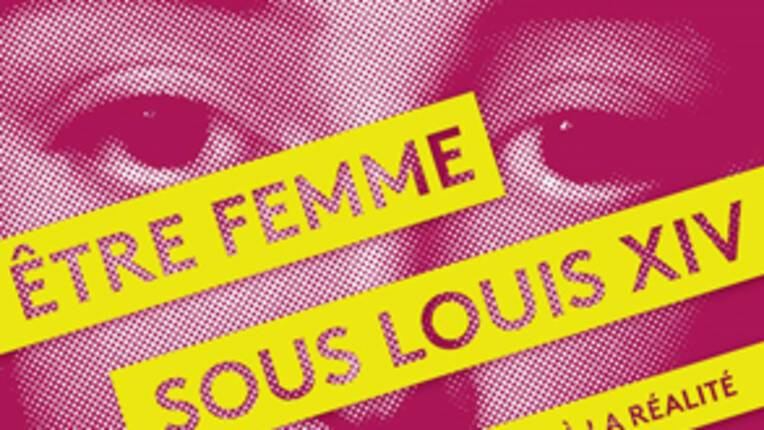 ÊTRE FEMME
SOUS LOUIS XIV
À LA RÉALITÉ